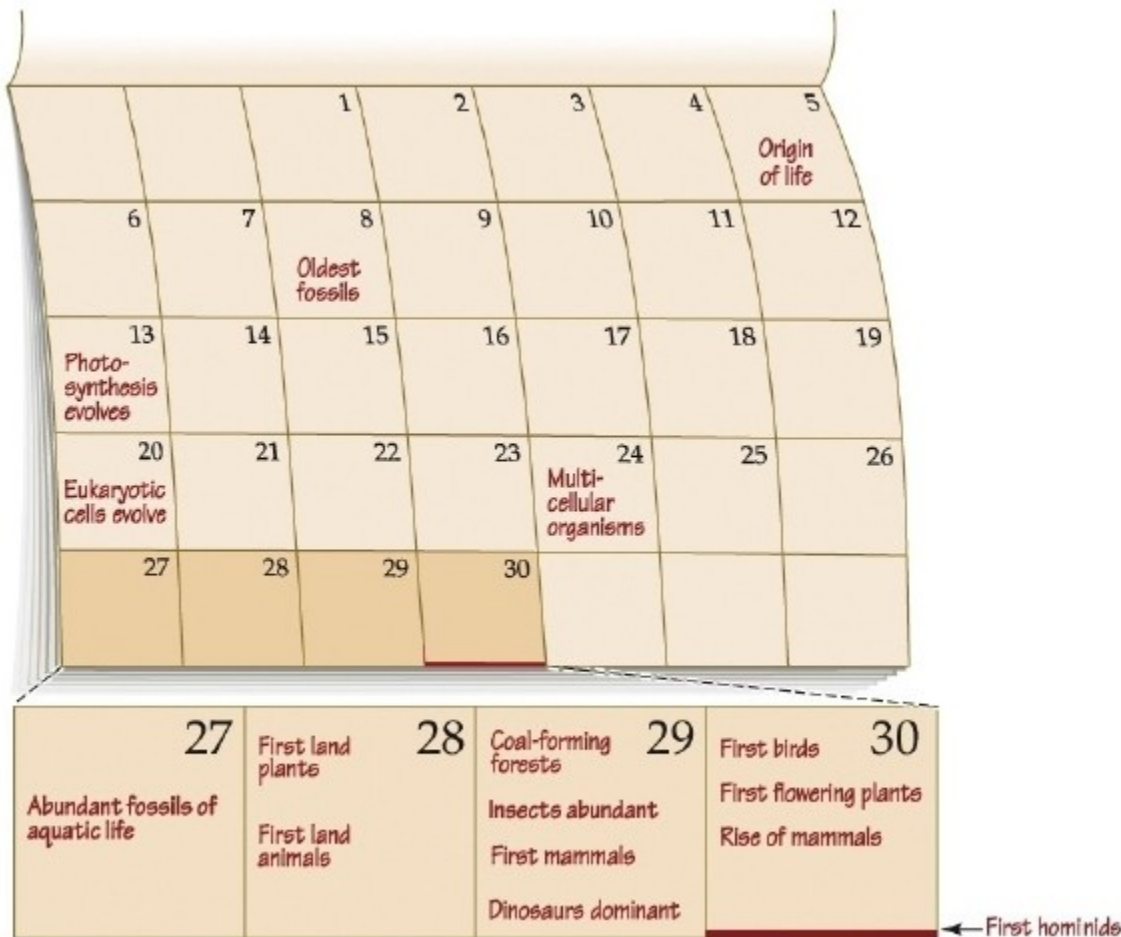 1 2 3 4 5
Origin
of life
6 7 8 9 10 11 12
Oldest
fossils
13 14 15 16 17 18 19
Photo-
synthesis
evolves
20 21 22 23 24 25 26
Eukaryotic
cells evolve
Multi-
cellular
organisms
27 28 29 30
27
Abundant fossils of
aquatic life
28
First land
plants
First land
animals
29
Coal-forming
forests
Insects abundant
First mammals
Dinosaurs dominant
30
First birds
First flowering plants
Rise of mammals
First hominids